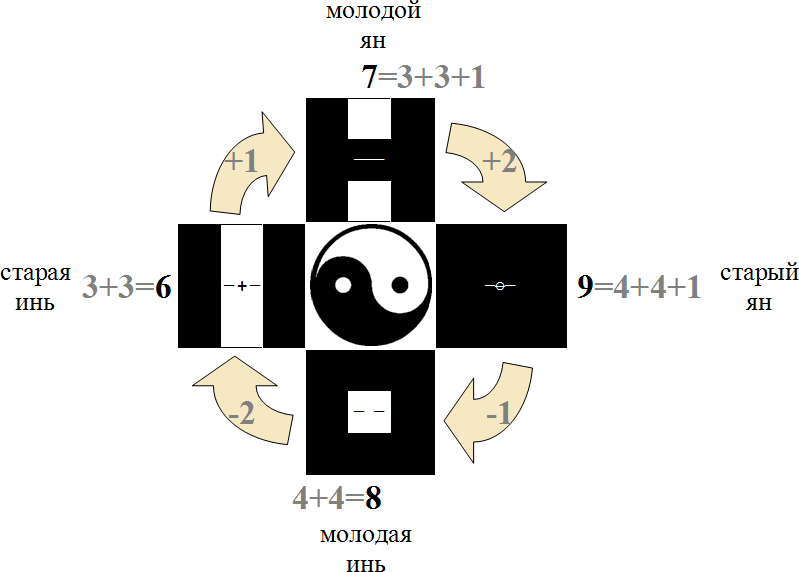 молодой
ян
7=3+3+1
+1
+2
старая
инь
3+3=6
9=4+4+1
старый
ян
-2
-1
4+4=8
молодая
инь